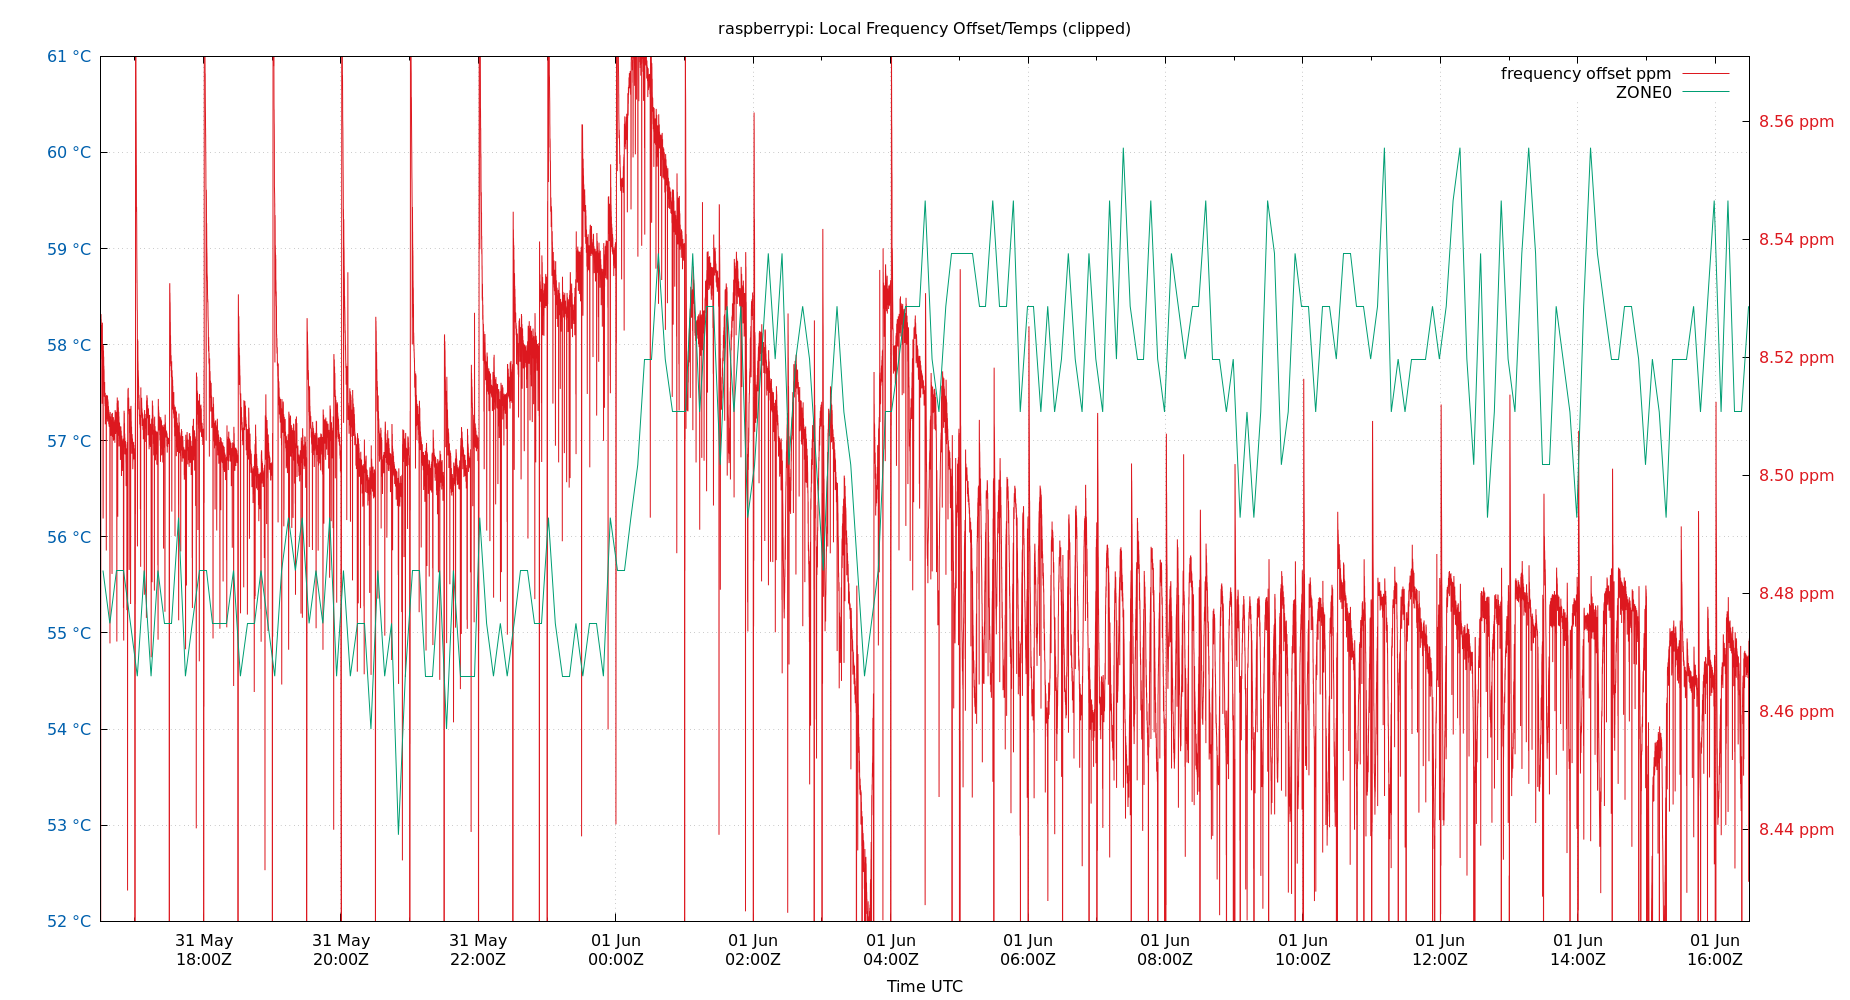 raspberrypi: Local Frequency Offset/Temps (clipped)
61 °C
60 °C
59 °C
58 °C
57 °C
56 °C
55 °C
54 °C
53 °C
52 °C
frequency offset ppm
ZONE0
8.56 ppm
8.54 ppm
8.52 ppm
8.50 ppm
8.48 ppm
8.46 ppm
8.44 ppm
31 May 31 May 31 May 01 Jun 01 Jun 01 Jun 01 Jun 01 Jun 01 Jun 01 Jun 01 Jun 01 Jun
18:00Z 20:00Z 22:00Z 00:00Z 02:00Z 04:00Z 06:00Z 08:00Z 10:00Z 12:00Z 14:00Z 16:00Z
Time UTC